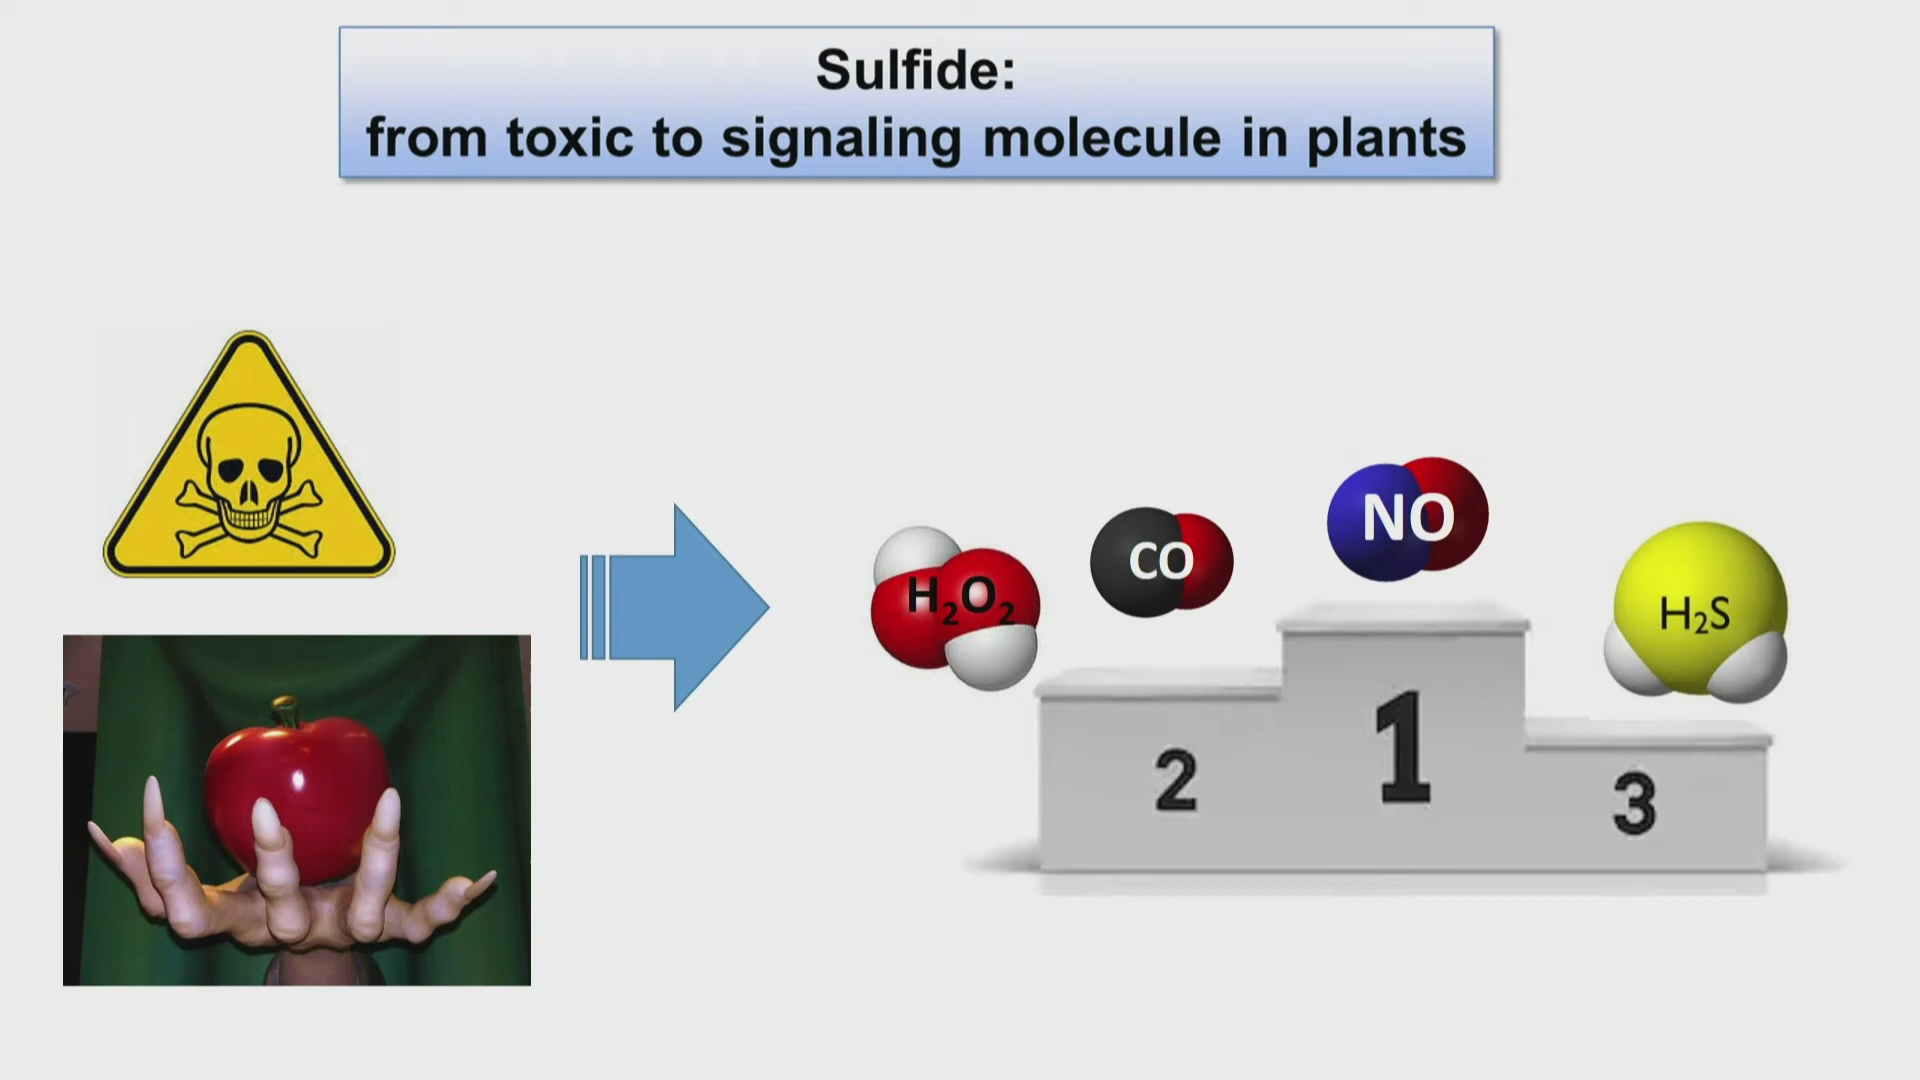 Sulfide:
from toxic to signaling molecule in plants
H₂O₂
CO
NO
H₂S
2
1
3